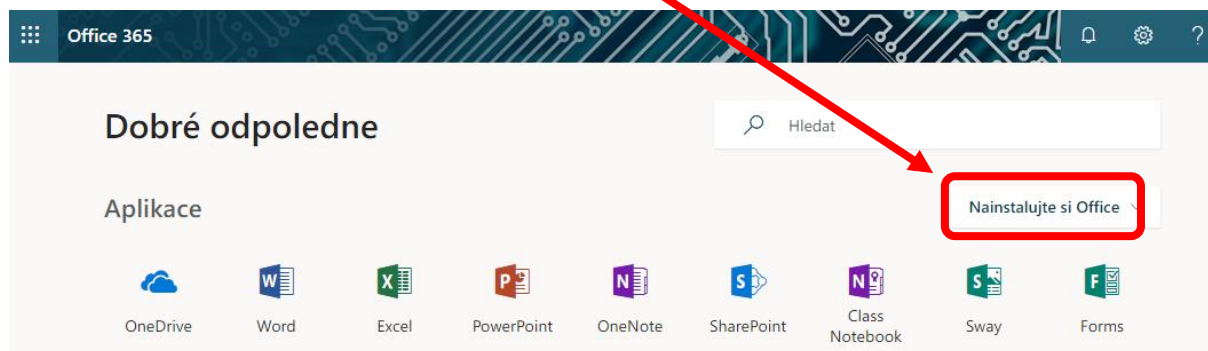 Office 365
?
Dobré odpoledne
Hledat
Aplikace
Nainstalujte si Office
OneDrive
Word
Excel
PowerPoint
OneNote
SharePoint
Class
Notebook
Sway
Forms